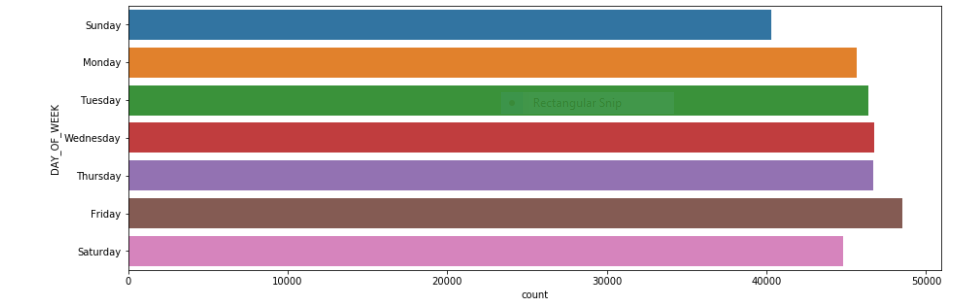 Sunday
Monday
Tuesday
Rectangular Snip
Wednesday
Thursday
Friday
Saturday
DAY_OF_WEEK
0 10000 20000 30000 40000 50000
count